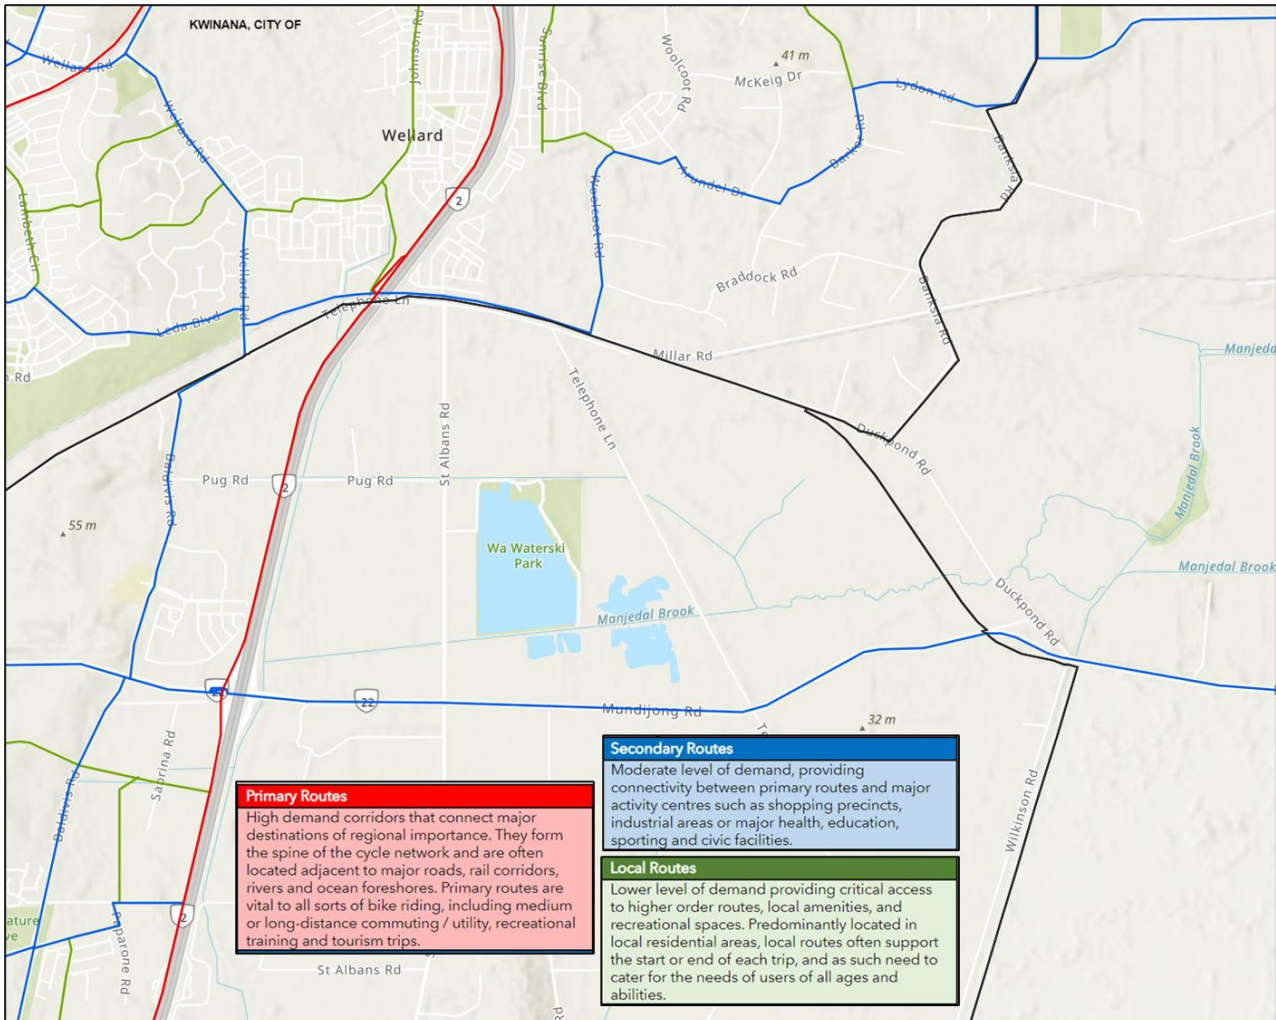 KWINANA, CITY OF
Wellard Rd
Johnson Rd
Sunrise Blvd
Woolcoot Rd
41 m
McKeig Dr
Lydon Rd
Wellard Rd
Wellard
Barker Rd
Banksia Rd
Arundel Dr
2
Woolcoot Rd
Lambeth Cir
Wellard Rd
Braddock Rd
Banksia Rd
Telephone Ln
Leda Blvd
Millar Rd
Manjeda
n Rd
Telephone Ln
St Albans Rd
Duckpond Rd
Baldivis Rd
Pug Rd
2
Pug Rd
Manjedal Brook
55 m
Wa Waterski
Park
Manjedal Brook
Manjedal Brook
Duckpond Rd
22
22
Mundijong Rd
32 m
Te
Sabrina Rd
Baldivis Rd
Wilkinson Rd
Primary Routes
High demand corridors that connect major
destinations of regional importance. They form
the spine of the cycle network and are often
located adjacent to major roads, rail corridors,
rivers and ocean foreshores. Primary routes are
vital to all sorts of bike riding, including medium
or long-distance commuting / utility, recreational
training and tourism trips.
Secondary Routes
Moderate level of demand, providing
connectivity between primary routes and major
activity centres such as shopping precincts,
industrial areas or major health, education,
sporting and civic facilities.
Local Routes
Lower level of demand providing critical access
to higher order routes, local amenities, and
recreational spaces. Predominantly located in
local residential areas, local routes often support
the start or end of each trip, and as such need to
cater for the needs of users of all ages and
abilities.
2
ature
ve
Paparone Rd
St Albans Rd
Rd